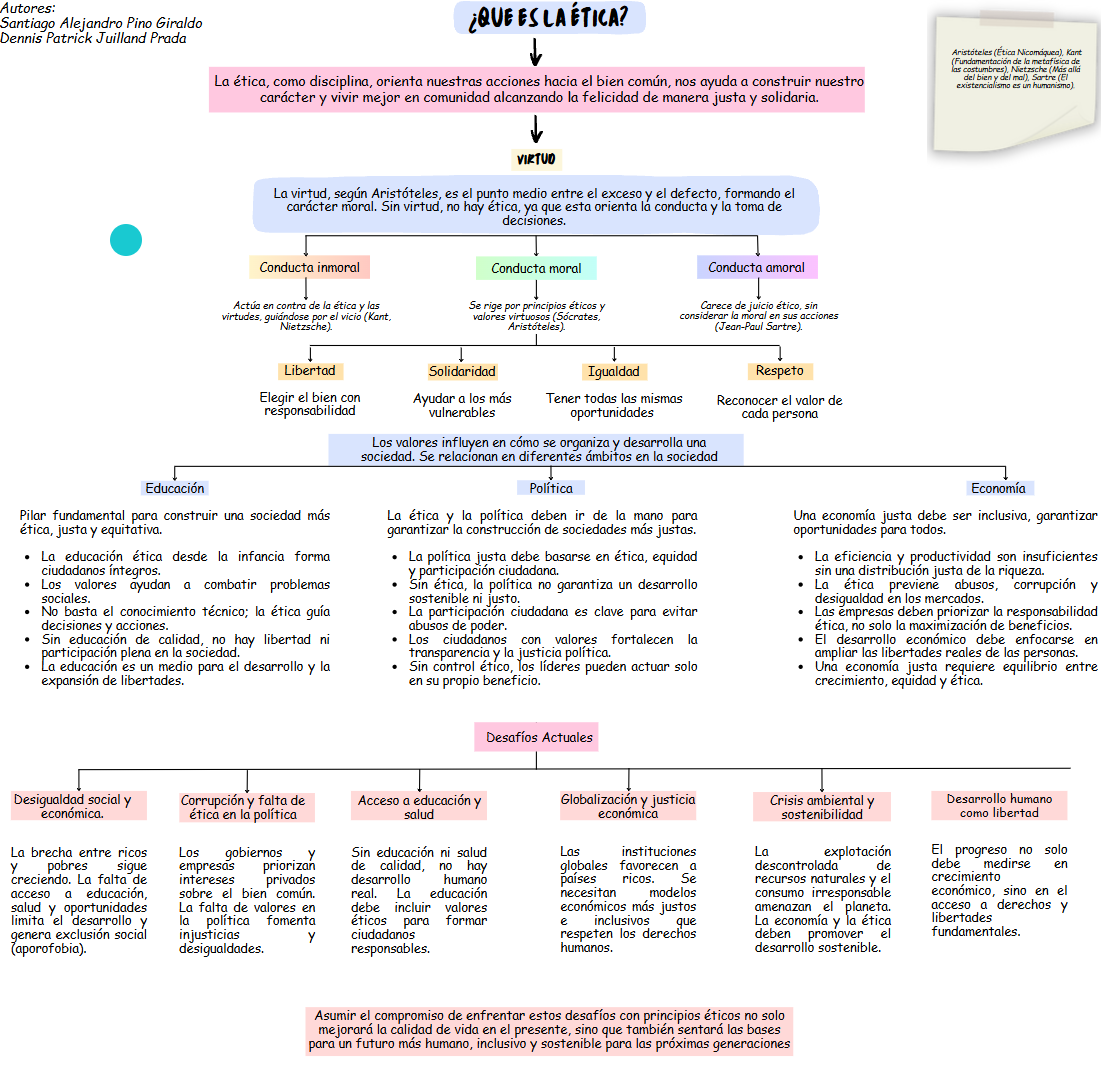 Autores:
Santiago Alejandro Pino Giraldo
Dennis Patrick Juilland Prada
¿QUE ES LA ÉTICA?
Aristóteles (Ética Nicomáquea), Kant
(Fundamentación de la metafísica de
las costumbres), Nietzsche (Más allá
del bien y del mal), Sartre (El
existencialismo es un humanismo).
La ética, como disciplina, orienta nuestras acciones hacia el bien común, nos ayuda a construir nuestro
carácter y vivir mejor en comunidad alcanzando la felicidad de manera justa y solidaria.
VIRTUD
La virtud, según Aristóteles, es el punto medio entre el exceso y el defecto, formando el
carácter moral. Sin virtud, no hay ética, ya que esta orienta la conducta y la toma de
decisiones.
Conducta inmoral
Actúa en contra de la ética y las
virtudes, guiándose por el vicio (Kant,
Nietzsche).
Conducta moral
Se rige por principios éticos y
valores virtuosos (Sócrates,
Aristóteles).
Conducta amoral
Carece de juicio ético, sin
considerar la moral en sus acciones
(Jean-Paul Sartre).
Libertad
Elegir el bien con
responsabilidad
Solidaridad
Ayudar a los más
vulnerables
Igualdad
Tener todas las mismas
oportunidades
Respeto
Reconocer el valor de
cada persona
Los valores influyen en cómo se organiza y desarrolla una
sociedad. Se relacionan en diferentes ámbitos en la sociedad
Educación
Pilar fundamental para construir una sociedad más
ética, justa y equitativa.
• La educación ética desde la infancia forma
ciudadanos íntegros.
• Los valores ayudan a combatir problemas
sociales.
• No basta el conocimiento técnico; la ética guía
decisiones y acciones.
• Sin educación de calidad, no hay libertad ni
participación plena en la sociedad.
• La educación es un medio para el desarrollo y la
expansión de libertades.
Política
La ética y la política deben ir de la mano para
garantizar la construcción de sociedades más justas.
• La política justa debe basarse en ética, equidad
y participación ciudadana.
• Sin ética, la política no garantiza un desarrollo
sostenible ni justo.
• La participación ciudadana es clave para evitar
abusos de poder.
• Los ciudadanos con valores fortalecen la
transparencia y la justicia política.
• Sin control ético, los líderes pueden actuar solo
en su propio beneficio.
Economía
Una economía justa debe ser inclusiva, garantizar
oportunidades para todos.
• La eficiencia y productividad son insuficientes
sin una distribución justa de la riqueza.
• La ética previene abusos, corrupción y
desigualdad en los mercados.
• Las empresas deben priorizar la responsabilidad
ética, no solo la maximización de beneficios.
• El desarrollo económico debe enfocarse en
ampliar las libertades reales de las personas.
• Una economía justa requiere equilibrio entre
crecimiento, equidad y ética.
Desafíos Actuales
Desigualdad social y
económica.
La brecha entre ricos
y pobres sigue
creciendo. La falta de
acceso a educación,
salud y oportunidades
limita el desarrollo y
genera exclusión social
(aporofobia).
Corrupción y falta de
ética en la política
Los gobiernos y
empresas priorizan
intereses privados
sobre el bien común.
La falta de valores en
la política fomenta
injusticias y
desigualdades.
Acceso a educación y
salud
Sin educación ni salud
de calidad, no hay
desarrollo humano
real. La educación
debe incluir valores
éticos para formar
ciudadanos
responsables.
Globalización y justicia
económica
Las instituciones
globales favorecen a
países ricos. Se
necesitan modelos
económicos más justos
e inclusivos que
respeten los derechos
humanos.
Crisis ambiental y
sostenibilidad
La explotación
descontrolada de
recursos naturales y el
consumo irresponsable
amenazan el planeta.
La economía y la ética
deben promover el
desarrollo sostenible.
Desarrollo humano
como libertad
El progreso no solo
debe medirse en
crecimiento
económico, sino en el
acceso a derechos y
libertades
fundamentales.
Asumir el compromiso de enfrentar estos desafíos con principios éticos no solo
mejorará la calidad de vida en el presente, sino que también sentará las bases
para un futuro más humano, inclusivo y sostenible para las próximas generaciones